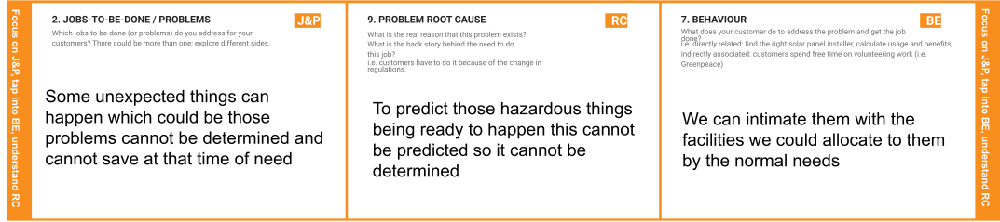 Focus on J&P, tap into BE, understand RC
2. JOBS-TO-BE-DONE / PROBLEMS
J&P
Which jobs-to-be-done (or problems) do you address for your
customers? There could be more than one; explore different sides.
Some unexpected things can
happen which could be those
problems cannot be determined and
cannot save at that time of need
9. PROBLEM ROOT CAUSE
RC
What is the real reason that this problem exists?
What is the back story behind the need to do
this job?
i.e. customers have to do it because of the change in
regulations.
To predict those hazardous things
being ready to happen this cannot
be predicted so it cannot be
determined
7. BEHAVIOUR
BE
What does your customer do to address the problem and get the job
done?
i.e. directly related: find the right solar panel installer, calculate usage and benefits;
indirectly associated: customers spend free time on volunteering work (i.e.
Greenpeace)
We can intimate them with the
facilities we could allocate to them
by the normal needs
Focus on J&P, tap into BE, understand RC